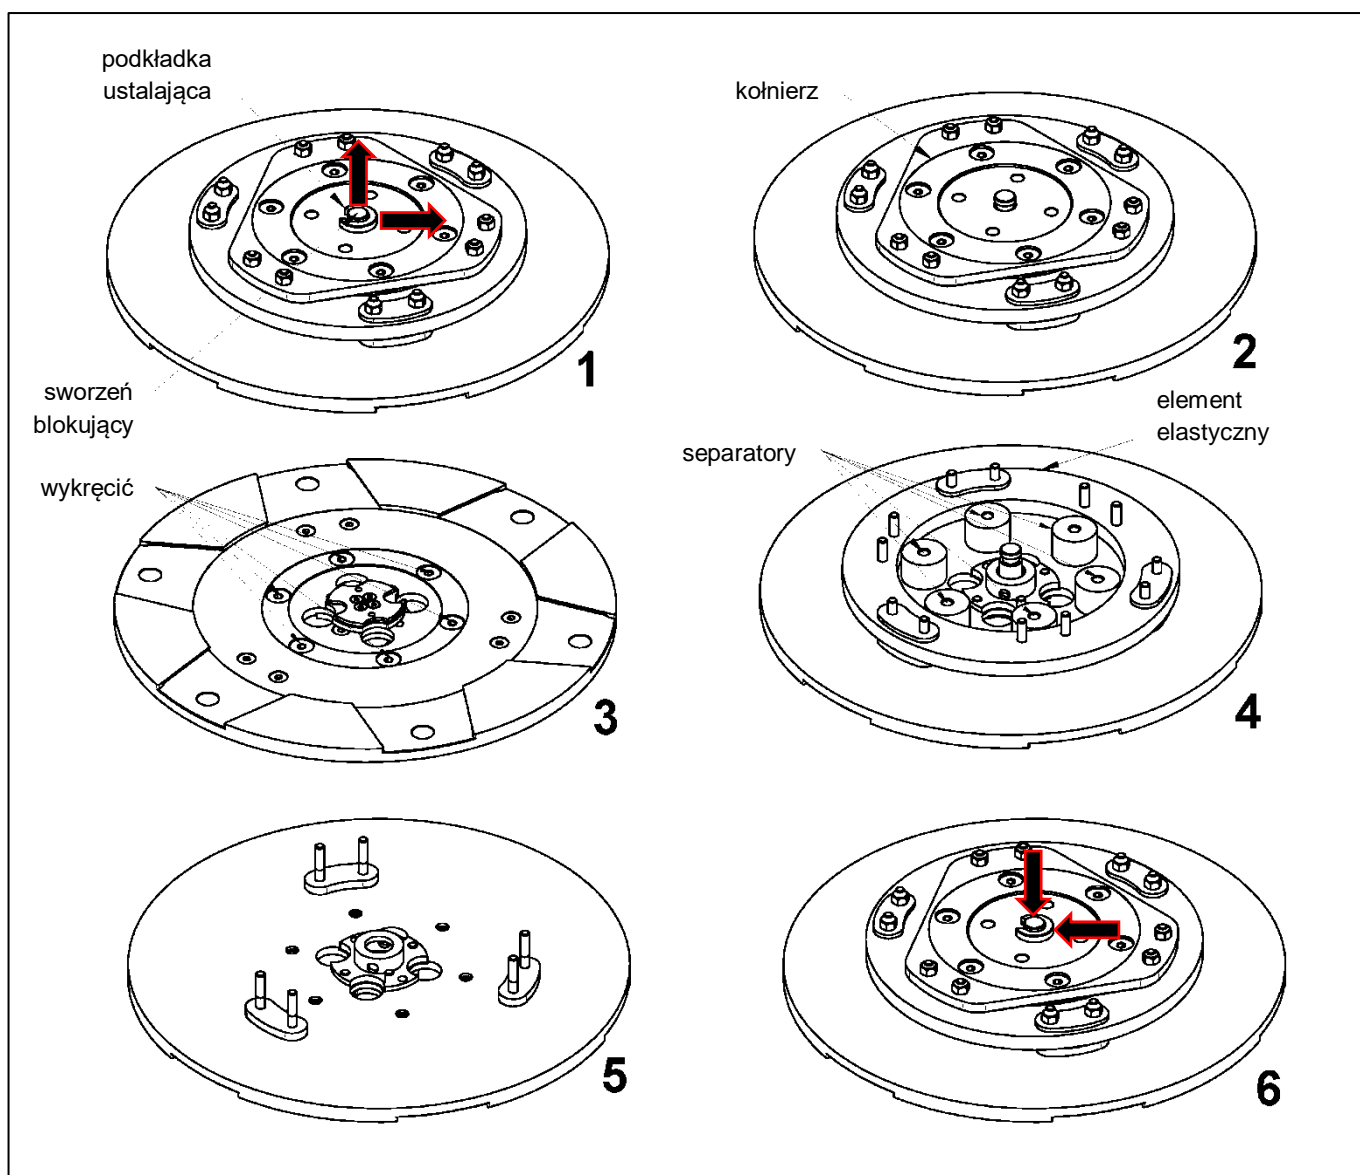 podkładka
ustalająca
kołnierz
1
2
sworzeń
blokujący
element
elastyczny
separatory
wykręcić
3
4
5
6